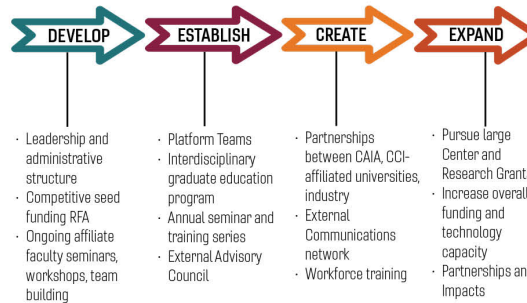 DEVELOP
· Leadership and
administrative
structure
· Competitive seed
funding RFA
· Ongoing affiliate
faculty seminars,
workshops, team
building
ESTABLISH
· Platform Teams
· Interdisciplinary
graduate education
program
· Annual seminar and
training series
· External Advisory
Council
CREATE
· Partnerships
between CAIA, CCI-
affiliated universities,
industry
· External
Communications
network
· Workforce training
EXPAND
· Pursue large
Center and
Research Grant
· Increase overall
funding and
technology
capacity
· Partnerships an
Impacts